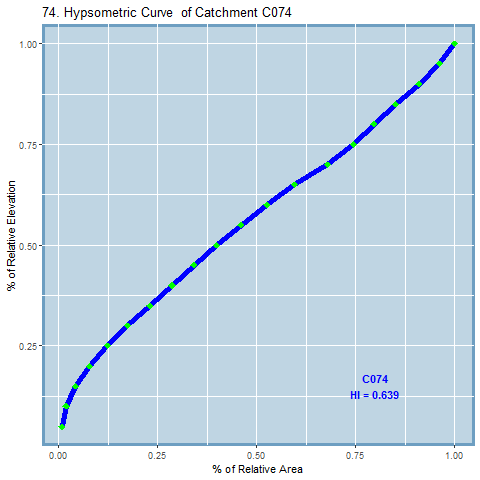 74. Hypsometric Curve  of Catchment C074
% of Relative Elevation
1.00
0.75
0.50
0.25
C074
HI = 0.639
0.00 0.25 0.50 0.75 1.00
% of Relative Area